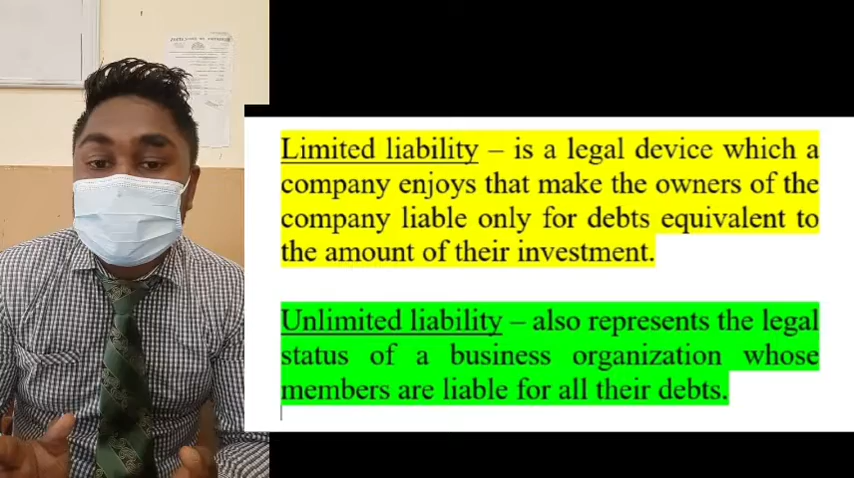 Limited liability – is a legal device which a
company enjoys that make the owners of the
company liable only for debts equivalent to
the amount of their investment.
Unlimited liability – also represents the legal
status of a business organization whose
members are liable for all their debts.